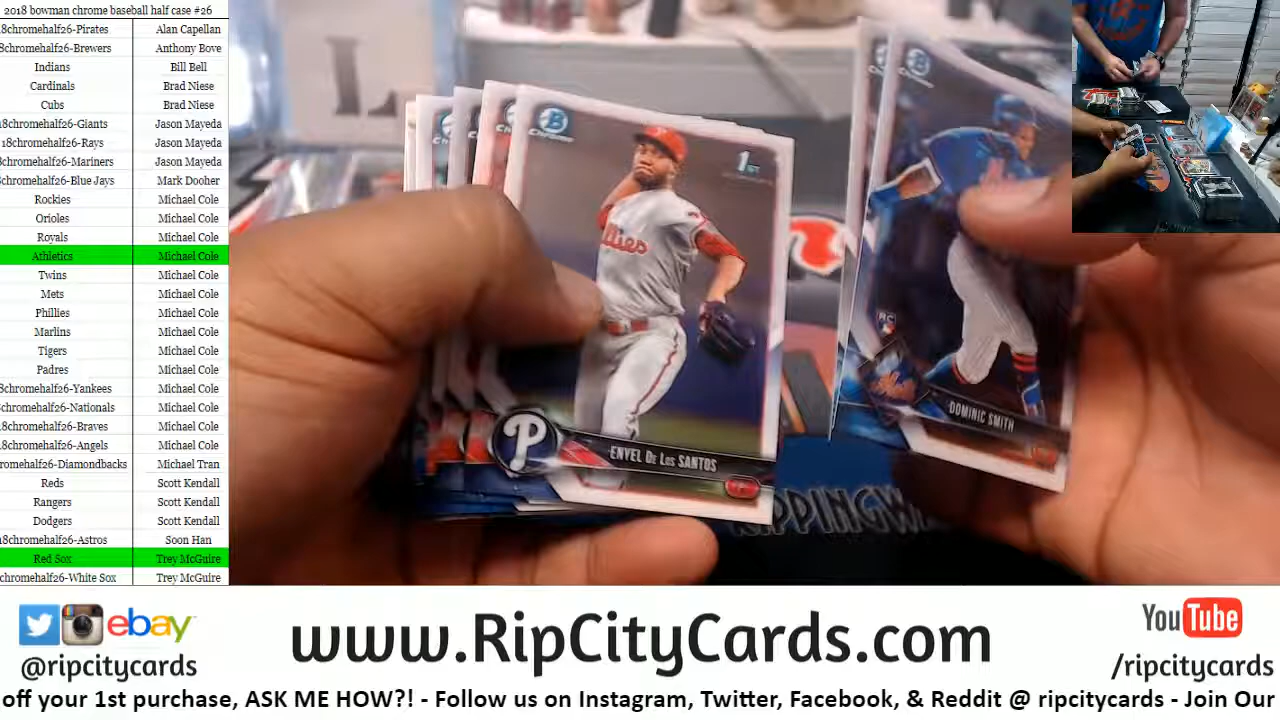 2018 bowman chrome baseball half case #26
8chromehalf26-Pirates Alan Capellan
8chromehalf26-Brewers Anthony Bove
Indians Bill Bell
Cardinals Brad Niese
Cubs Brad Niese
8chromehalf26-Giants Jason Mayeda
18chromehalf26-Rays Jason Mayeda
chromehalf26-Mariners Jason Mayeda
chromehalf26-Blue Jays Mark Dooher
Rockies Michael Cole
Orioles Michael Cole
Royals Michael Cole
Athletics Michael Cole
Twins Michael Cole
Mets Michael Cole
Phillies Michael Cole
Marlins Michael Cole
Tigers Michael Cole
Padres Michael Cole
8chromehalf26-Yankees Michael Cole
chromehalf26-Nationals Michael Cole
18chromehalf26-Braves Michael Cole
18chromehalf26-Angels Michael Cole
romehalf26-Diamondbacks Michael Tran
Reds Scott Kendall
Rangers Scott Kendall
Dodgers Scott Kendall
18chromehalf26-Astros Soon Han
Red Sox Trey McGuire
chromehalf26-White Sox Trey McGuire
B
Chrome
1ST
Phillies
P
ENYEL De Los SANTOS
RC
DOMINIC SMITH
RIPPINGW
ebay
@ripcitycards
www.RipCityCards.com
YouTube
/ripcitycards
off your 1st purchase, ASK ME HOW?! - Follow us on Instagram, Twitter, Facebook, & Reddit @ ripcitycards - Join Our